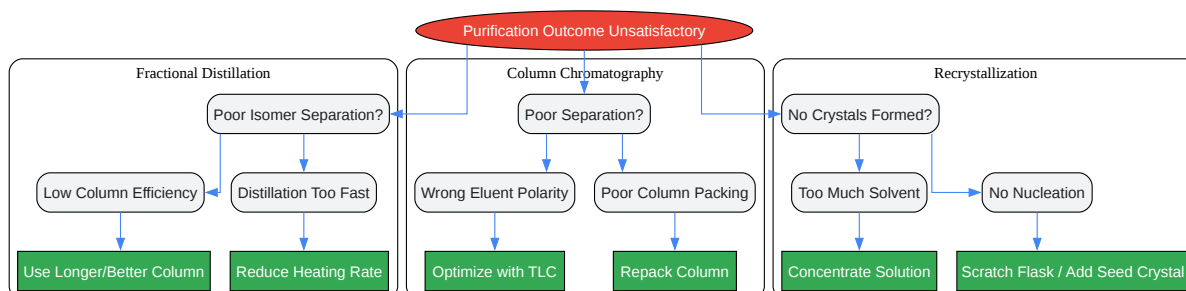 Purification Outcome Unsatisfactory
Fractional Distillation
Column Chromatography
Recrystallization
Poor Isomer Separation?
Poor Separation?
No Crystals Formed?
Low Column Efficiency
Distillation Too Fast
Wrong Eluent Polarity
Poor Column Packing
Too Much Solvent
No Nucleation
Use Longer/Better Column
Reduce Heating Rate
Optimize with TLC
Repack Column
Concentrate Solution
Scratch Flask / Add Seed Crystal